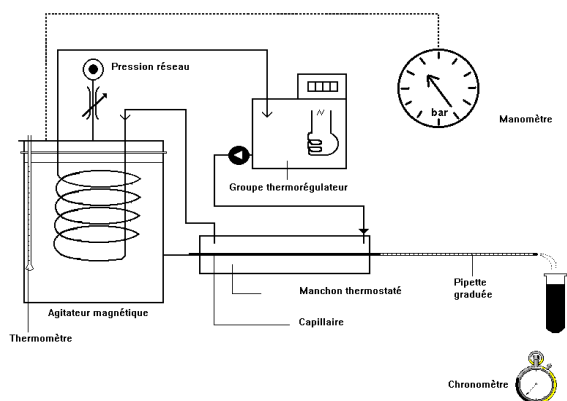 Pression réseau
bar
Manomètre
Groupe thermorégulateur
Manchon thermostaté
Pipette
graduée
Agitateur magnétique
Capillaire
Thermomètre
Chronomètre